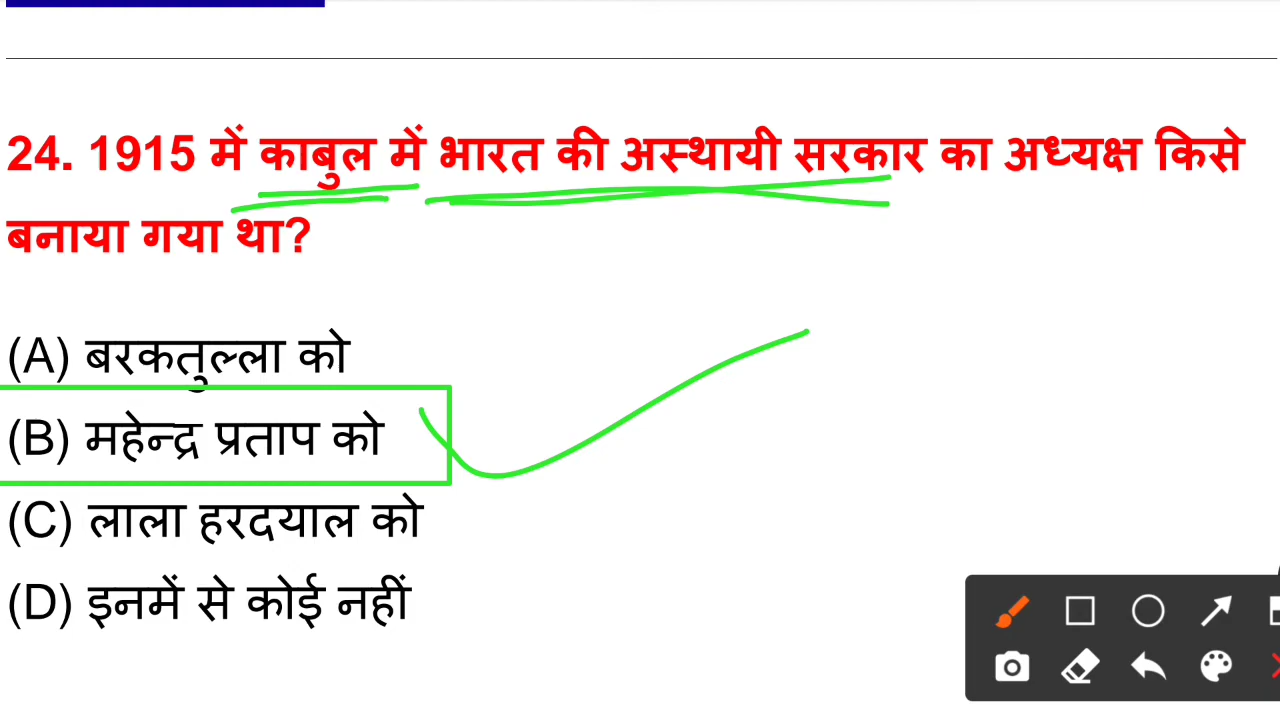 24. 1915 में काबुल में भारत की अस्थायी सरकार का अध्यक्ष किसे
बनाया गया था?
(A) बरकतुल्ला को
(B) महेन्द्र प्रताप को
(C) लाला हरदयाल को
(D) इनमें से कोई नहीं